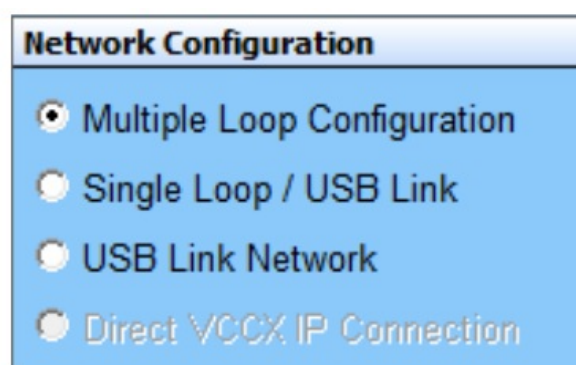 Network Configuration
Multiple Loop Configuration
Single Loop / USB Link
USB Link Network
Direct VCCX IP Connection